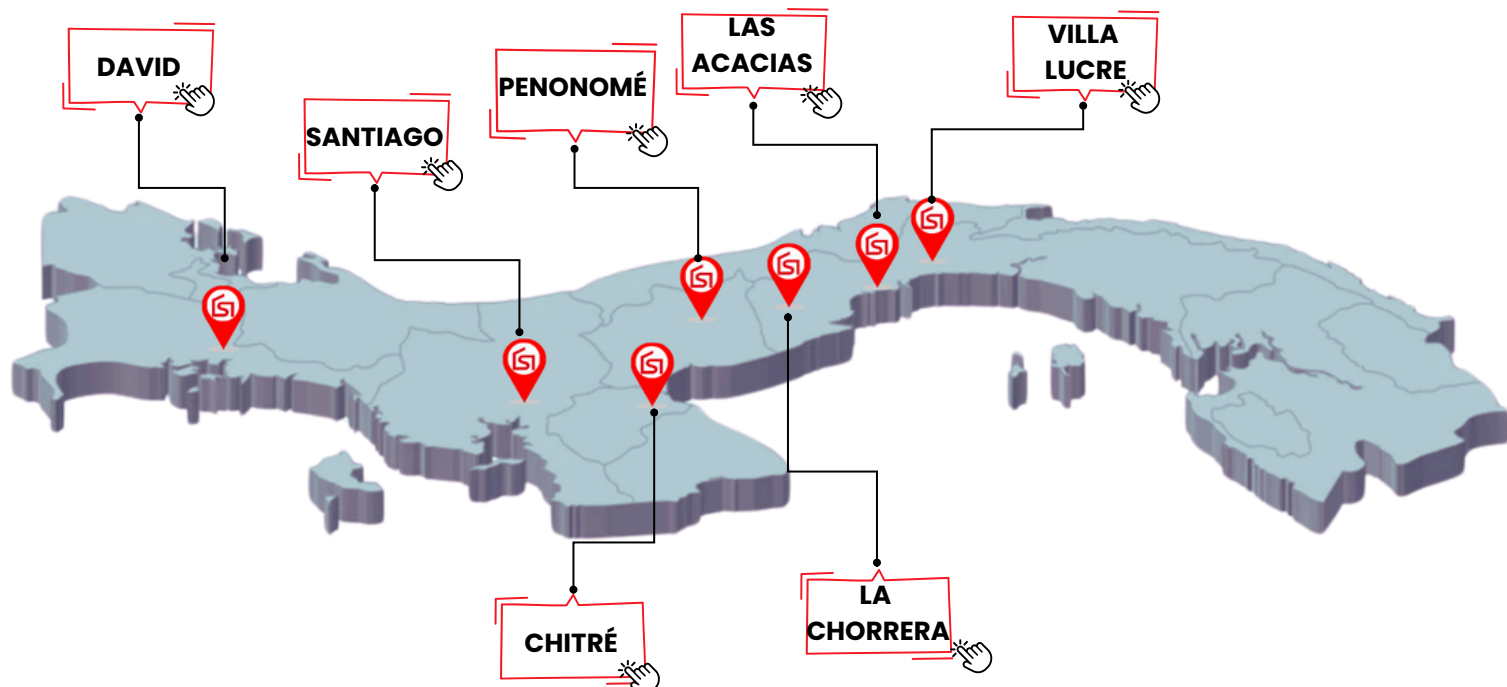 DAVID
SANTIAGO
PENONOMÉ
LAS
ACACIAS
VILLA
LUCRE
CHITRÉ
LA
CHORRERA